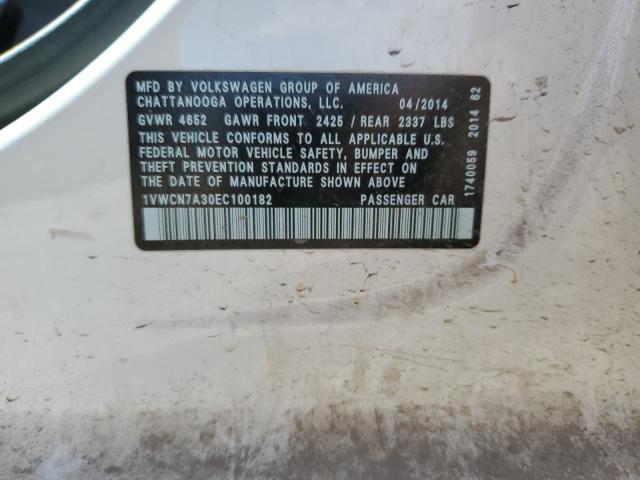 MFD BY VOLKSWAGEN GROUP OF AMERICA
CHATTANOOGA OPERATIONS, LLC. 04/2014
GVWR 4652 GAWR FRONT 2425 / REAR 2337 LBS
THIS VEHICLE CONFORMS TO ALL APPLICABLE U.S.
FEDERAL MOTOR VEHICLE SAFETY, BUMPER AND
THEFT PREVENTION STANDARDS IN EFFECT ON
THE DATE OF MANUFACTURE SHOWN ABOVE
1VWCN7A30EC100182 PASSENGER CAR
1740059 2014 62